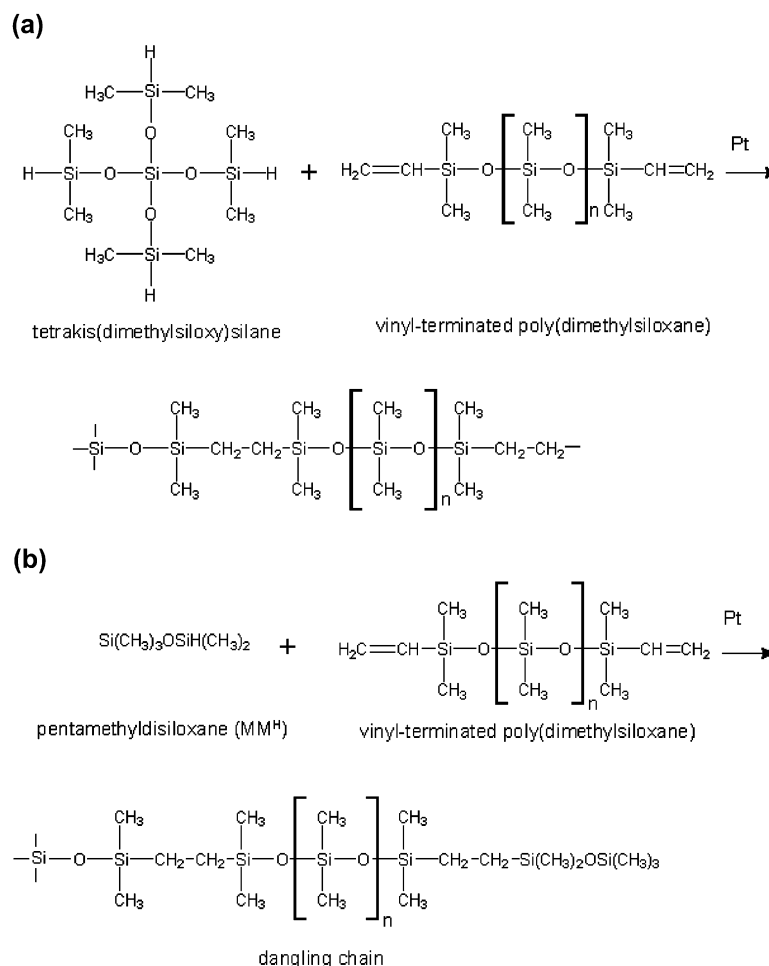 (a)
H
H₃C—Si—CH₃
O
CH₃ CH₃ CH₃ CH₃ CH₃
H—Si—O—Si—O—Si—H + H₂C=CH—Si—O—Si—O—Si—CH=CH₂ Pt
CH₃ O CH₃ CH₃ CH₃ n CH₃
H₃C—Si—CH₃
H
tetrakis(dimethylsiloxy)silane
vinyl-terminated poly(dimethylsiloxane)
CH₃ CH₃ CH₃ CH₃
—Si—O—Si—CH₂—CH₂—Si—O—Si—O—Si—CH₂—CH₂—
CH₃ CH₃ CH₃ n CH₃
(b)
CH₃ CH₃ CH₃
Si(CH₃)₃OSiH(CH₃)₂ + H₂C=CH—Si—O—Si—O—Si—CH=CH₂ Pt
CH₃ CH₃ n CH₃
pentamethyldisiloxane (MMᴴ)
vinyl-terminated poly(dimethylsiloxane)
CH₃ CH₃ CH₃ CH₃
—Si—O—Si—CH₂—CH₂—Si—O—Si—O—Si—CH₂—CH₂—Si(CH₃)₂OSi(CH₃)₃
CH₃ CH₃ CH₃ n CH₃
dangling chain